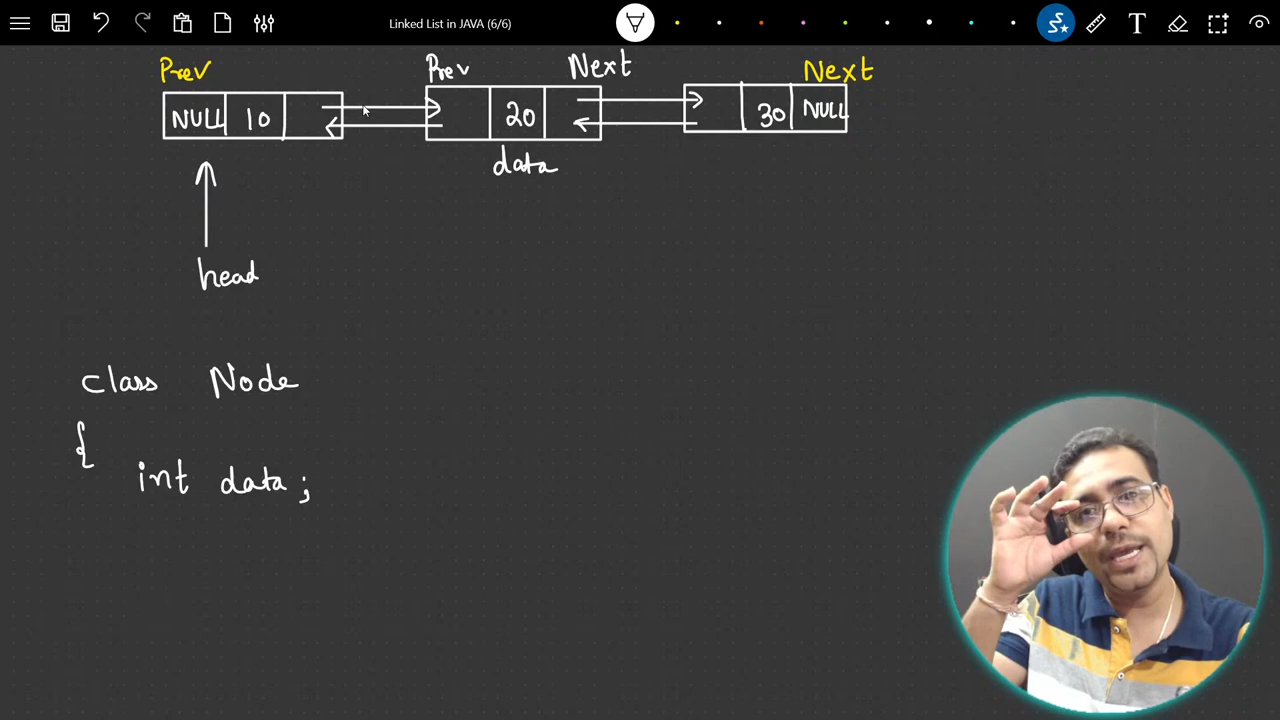 Linked List in JAVA (6/6)
T
Prev Prev Next Next
NULL 10 20 30 NULL
data
head
class Node
{
int data;